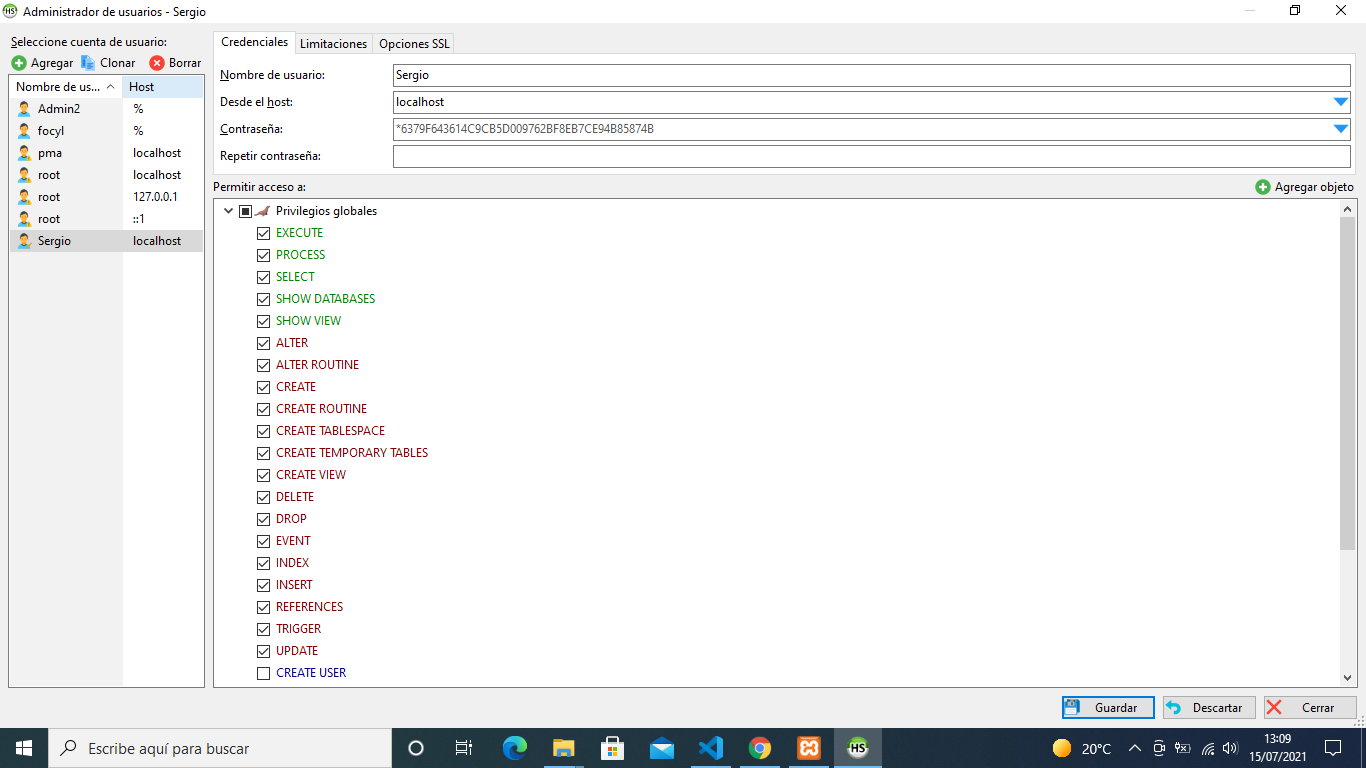 HS Administrador de usuarios - Sergio
Seleccione cuenta de usuario:
Agregar Clonar Borrar
Nombre de us... Host
Admin2 %
focyl %
pma localhost
root localhost
root 127.0.0.1
root ::1
Sergio localhost
Credenciales Limitaciones Opciones SSL
Nombre de usuario: Sergio
Desde el host: localhost
Contraseña: *6379F643614C9CB5D009762BF8EB7CE94B85874B
Repetir contraseña:
Permitir acceso a: Agregar objeto
Privilegios globales
EXECUTE
PROCESS
SELECT
SHOW DATABASES
SHOW VIEW
ALTER
ALTER ROUTINE
CREATE
CREATE ROUTINE
CREATE TABLESPACE
CREATE TEMPORARY TABLES
CREATE VIEW
DELETE
DROP
EVENT
INDEX
INSERT
REFERENCES
TRIGGER
UPDATE
CREATE USER
Guardar Descartar Cerrar
Escribe aquí para buscar
HS
20°C
13:09
15/07/2021